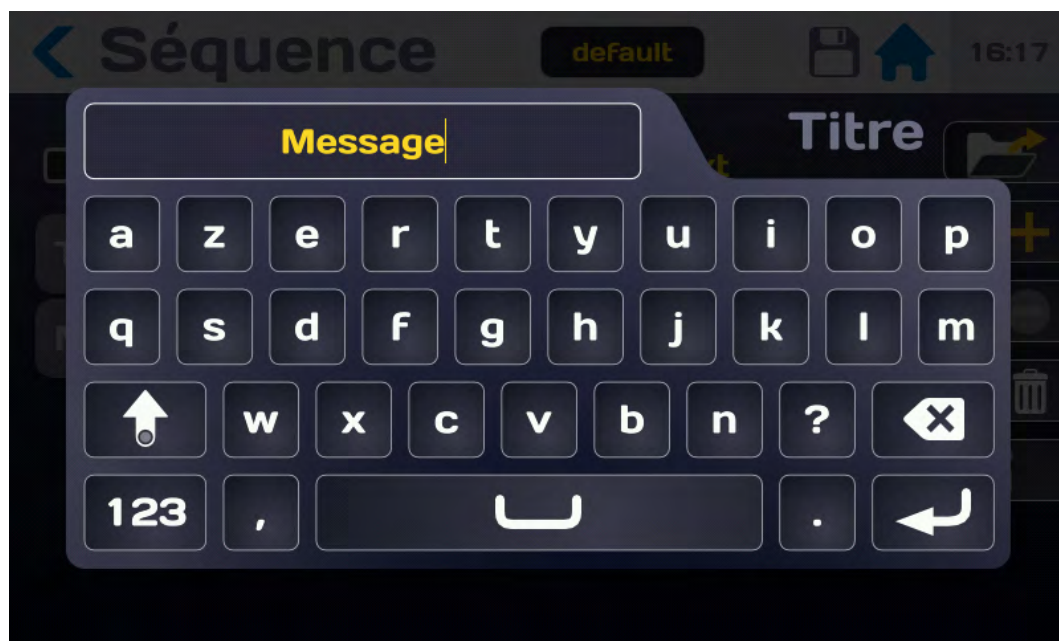 Séquence default 16:17
Message Titre
a z e r t y u i o p
q s d f g h j k l m
w x c v b n ?
123 , .